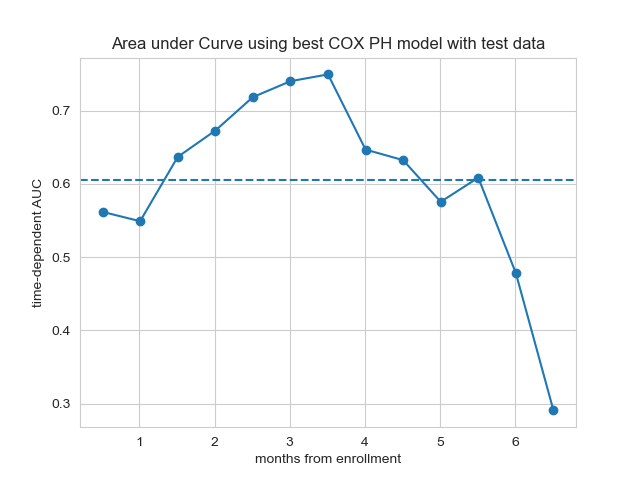 Area under Curve using best COX PH model with test data
time-dependent AUC
0.7
0.6
0.5
0.4
0.3
1 2 3 4 5 6
months from enrollment